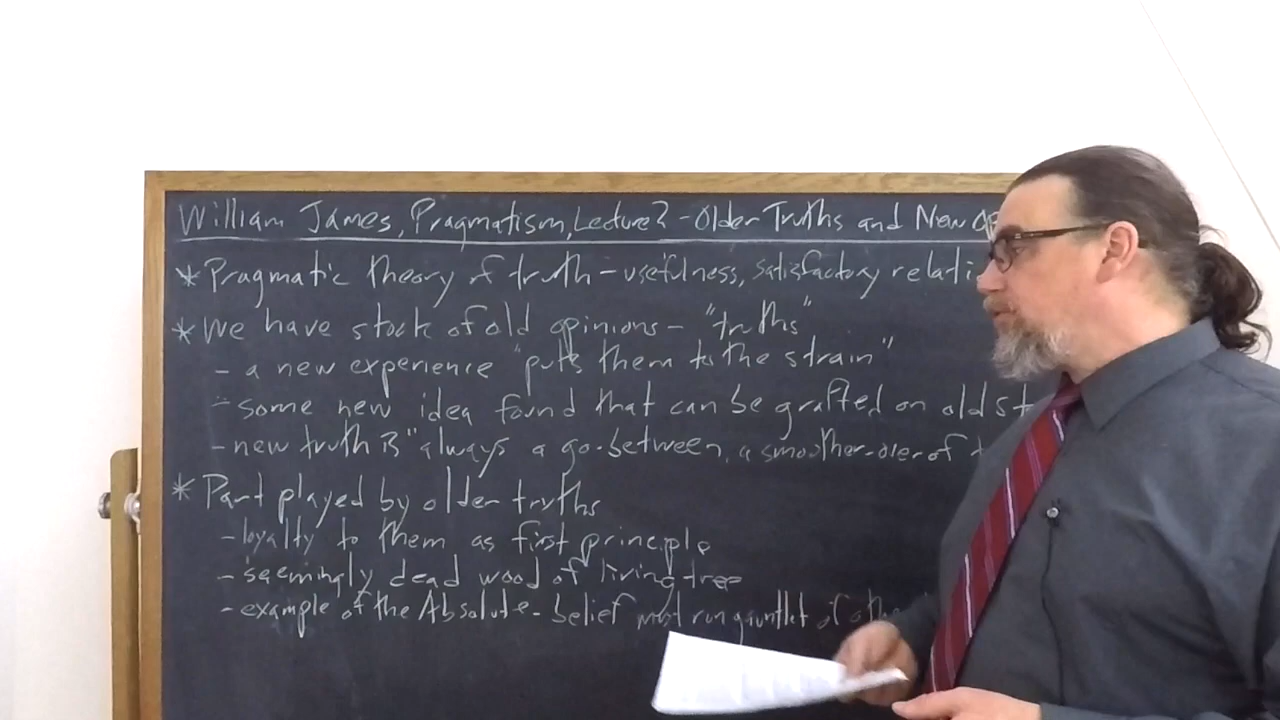 William James, Pragmatism, Lecture 2 - Older Truths and New
* Pragmatic theory of truth - usefulness, satisfactory relati
* We have stock of old opinions - "truths"
- a new experience "puts them to the strain"
- some new idea found that can be grafted on old st
- new truth is "always a go-between, a smoother-over of t
* Part played by older truths
- loyalty to them as first principle
- seemingly dead wood of living tree
- example of the Absolute - belief must run gauntlet of othe